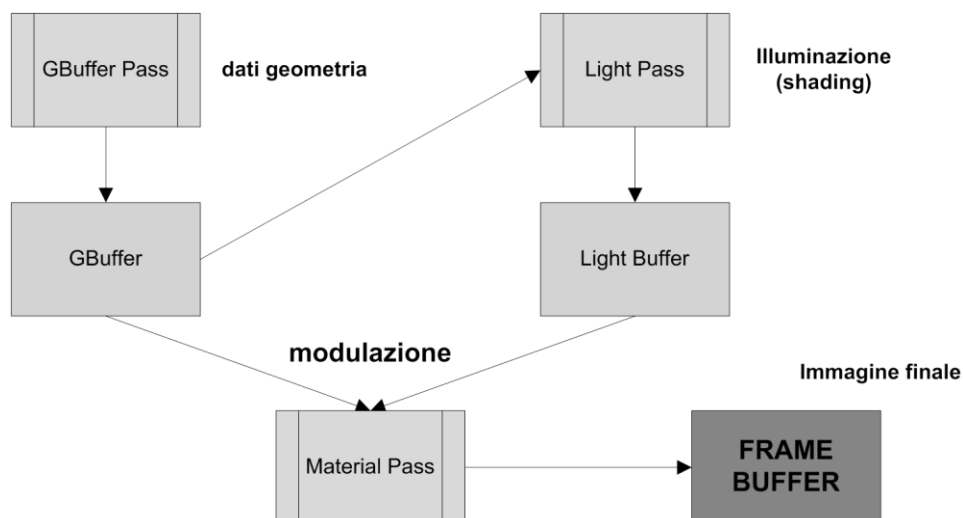 GBuffer Pass
dati geometria
Light Pass
Illuminazione
(shading)
GBuffer
Light Buffer
modulazione
Immagine finale
Material Pass
FRAME
BUFFER